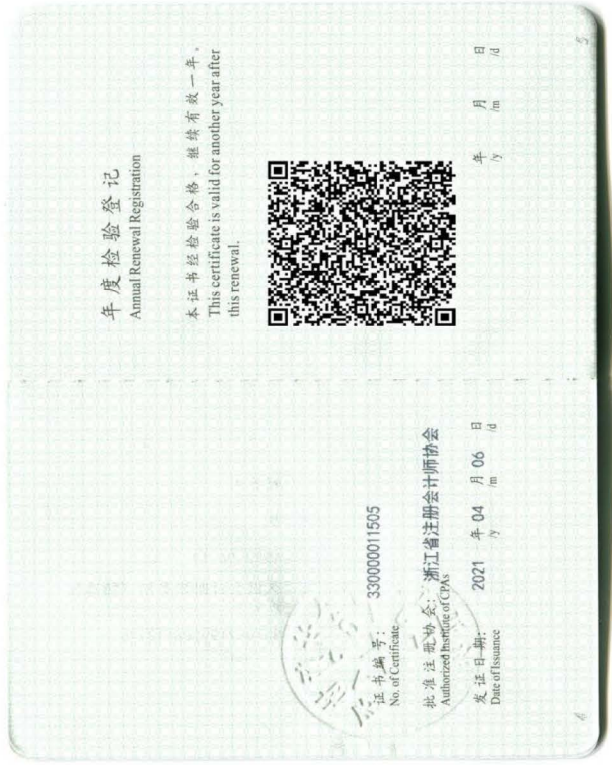 证书编号: 330000011505
No. of Certificate
批准注册协会: 浙江省注册会计师协会
Authorized Institute of CPAs
发证日期: 2021 年 04 月 06 日
Date of Issuance /y /m /d
4
年度检验登记
Annual Renewal Registration
本证书经检验合格，继续有效一年。
This certificate is valid for another year after
this renewal.
年 月 日
/y /m /d
5